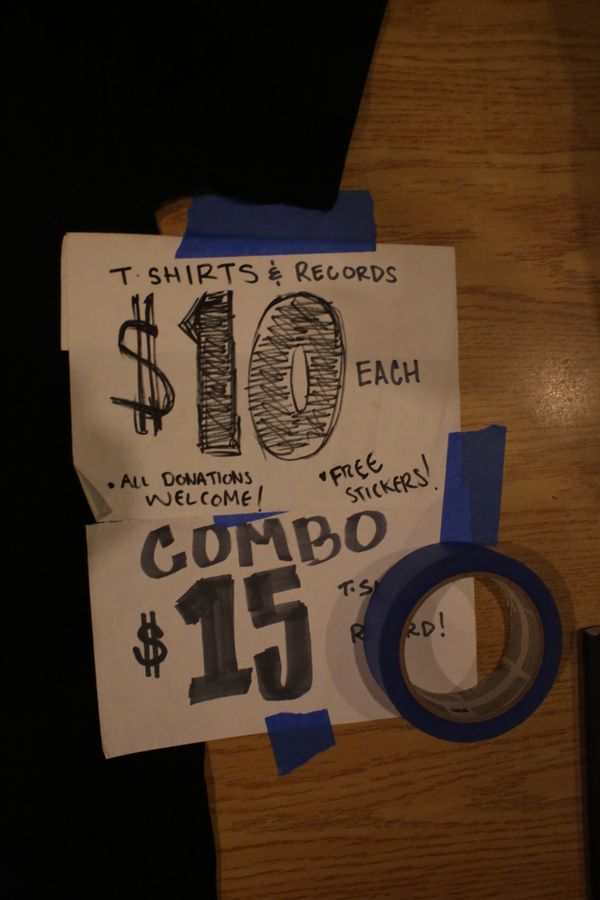 T-SHIRTS & RECORDS
$10 EACH
• ALL DONATIONS
WELCOME!
• FREE
STICKERS!
COMBO
$15